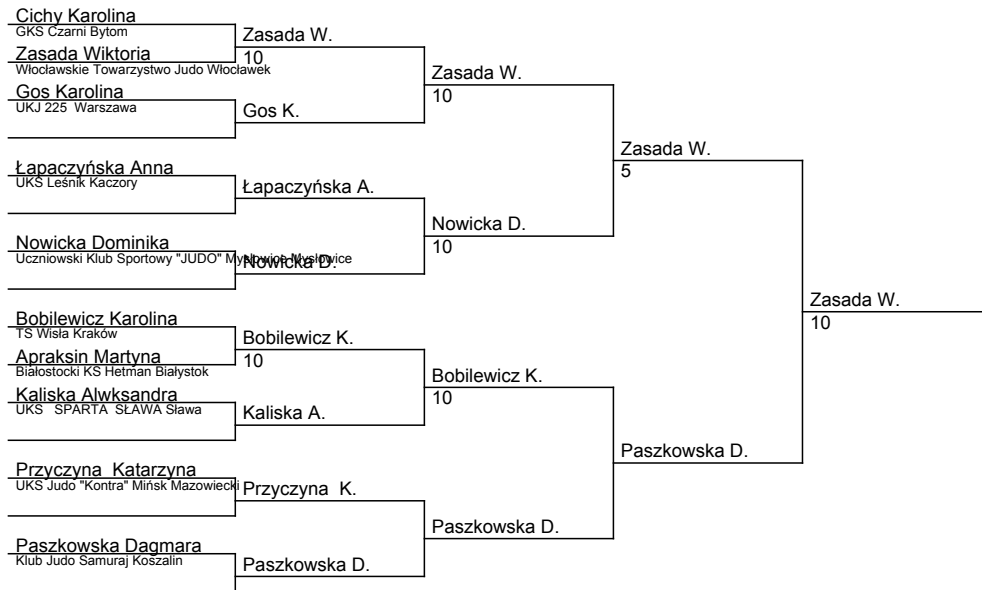 Cichy Karolina
GKS Czarni Bytom
Zasada W.
10
Zasada Wiktoria
Włocławskie Towarzystwo Judo Włocławek
Zasada W.
10
Gos Karolina
UKJ 225 Warszawa
Gos K.
Zasada W.
5
Łapaczyńska Anna
UKS Leśnik Kaczory
Łapaczyńska A.
Nowicka D.
10
Nowicka Dominika
Uczniowski Klub Sportowy "JUDO" Mysłowice Mysłowice
Nowicka D.
Zasada W.
10
Bobilewicz Karolina
TS Wisła Kraków
Bobilewicz K.
10
Apraksin Martyna
Białostocki KS Hetman Białystok
Bobilewicz K.
10
Kaliska Alwksandra
UKS SPARTA SŁAWA Sława
Kaliska A.
Paszkowska D.
Przyczyna Katarzyna
UKS Judo "Kontra" Mińsk Mazowiecki
Przyczyna K.
Paszkowska D.
Paszkowska Dagmara
Klub Judo Samuraj Koszalin
Paszkowska D.